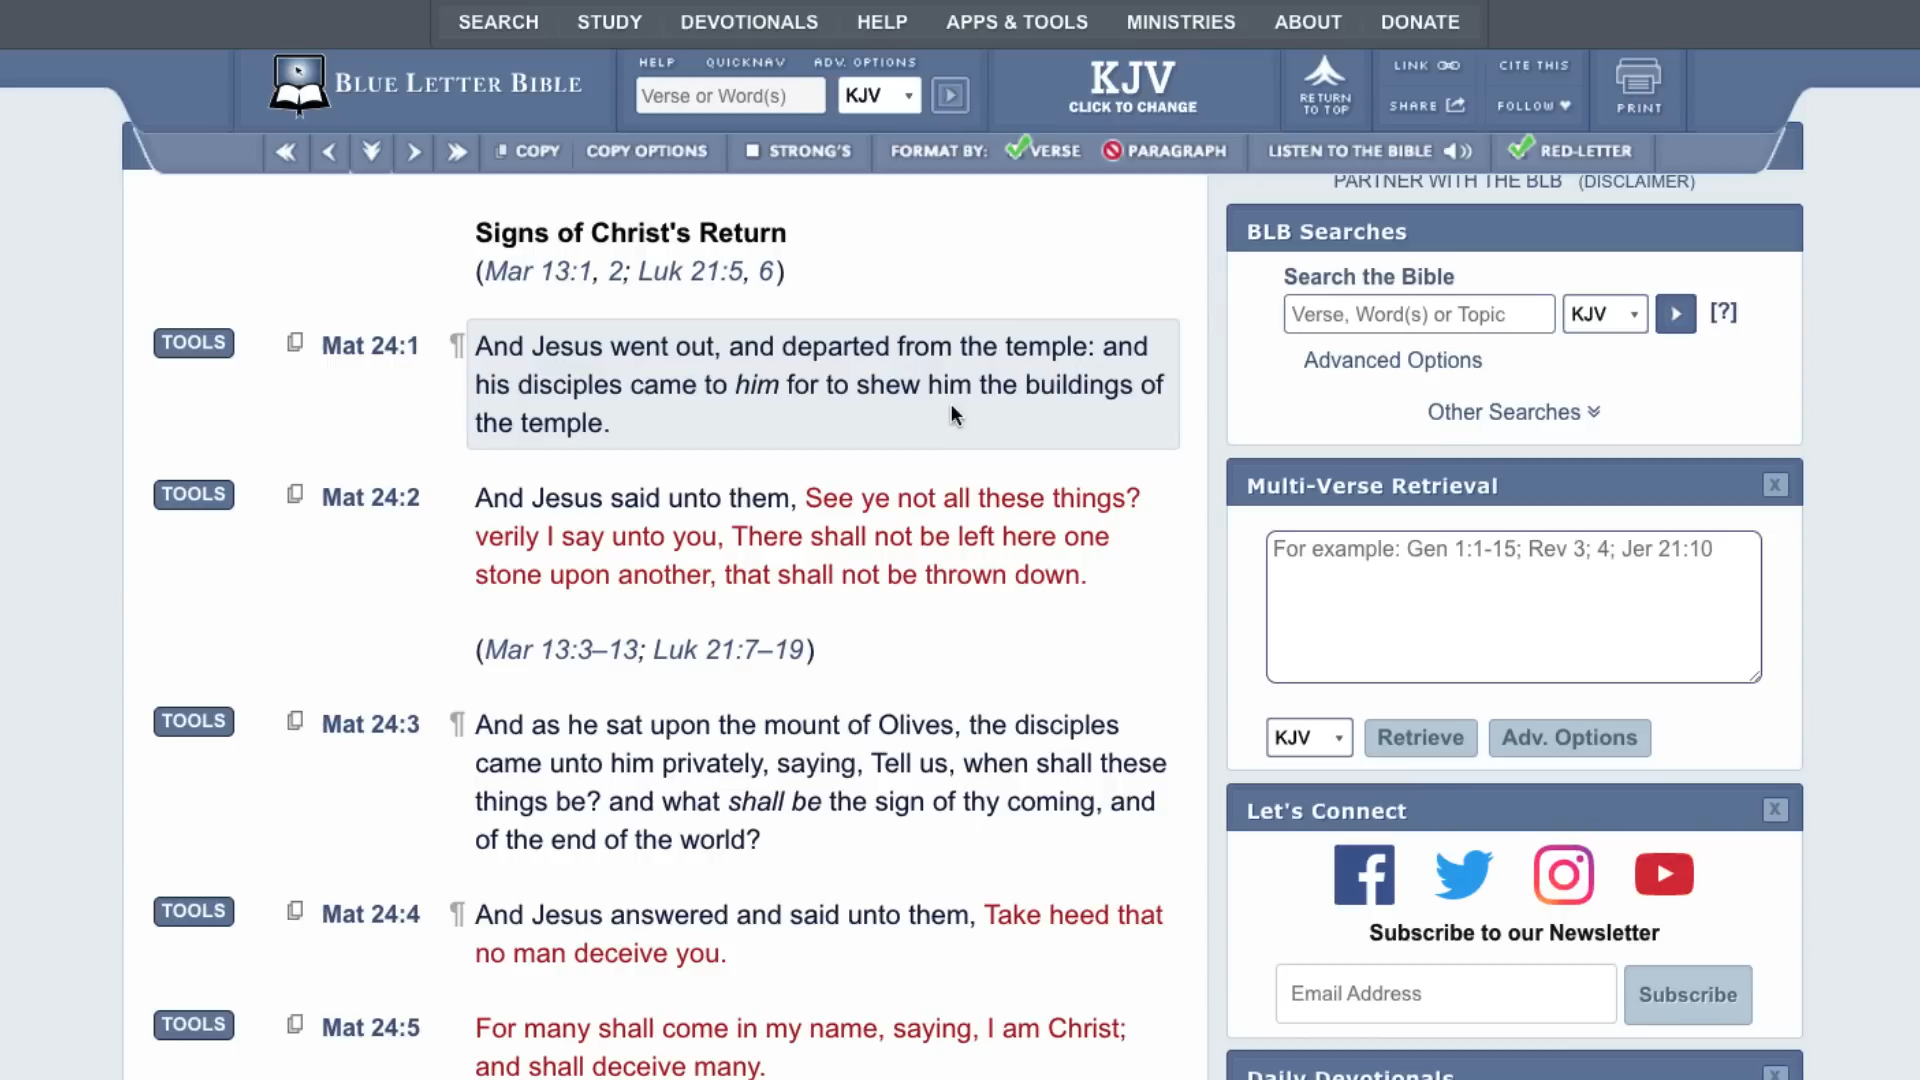 SEARCH STUDY DEVOTIONALS HELP APPS & TOOLS MINISTRIES ABOUT DONATE
BLUE LETTER BIBLE
HELP QUICKNAV ADV. OPTIONS
Verse or Word(s) KJV
KJV
CLICK TO CHANGE
RETURN
TO TOP
LINK
SHARE
CITE THIS
FOLLOW
PRINT
COPY COPY OPTIONS STRONG'S FORMAT BY: VERSE PARAGRAPH LISTEN TO THE BIBLE RED-LETTER
Signs of Christ's Return
(Mar 13:1, 2; Luk 21:5, 6)
TOOLS Mat 24:1 ¶ And Jesus went out, and departed from the temple: and
his disciples came to him for to shew him the buildings of
the temple.
TOOLS Mat 24:2 And Jesus said unto them, See ye not all these things?
verily I say unto you, There shall not be left here one
stone upon another, that shall not be thrown down.
(Mar 13:3–13; Luk 21:7–19)
TOOLS Mat 24:3 ¶ And as he sat upon the mount of Olives, the disciples
came unto him privately, saying, Tell us, when shall these
things be? and what shall be the sign of thy coming, and
of the end of the world?
TOOLS Mat 24:4 ¶ And Jesus answered and said unto them, Take heed that
no man deceive you.
TOOLS Mat 24:5 For many shall come in my name, saying, I am Christ;
and shall deceive many.
PARTNER WITH THE BLB (DISCLAIMER)
BLB Searches
Search the Bible
Verse, Word(s) or Topic KJV [?]
Advanced Options
Other Searches
Multi-Verse Retrieval X
For example: Gen 1:1-15; Rev 3; 4; Jer 21:10
KJV Retrieve Adv. Options
Let's Connect X
Subscribe to our Newsletter
Email Address Subscribe
Daily Devotionals X